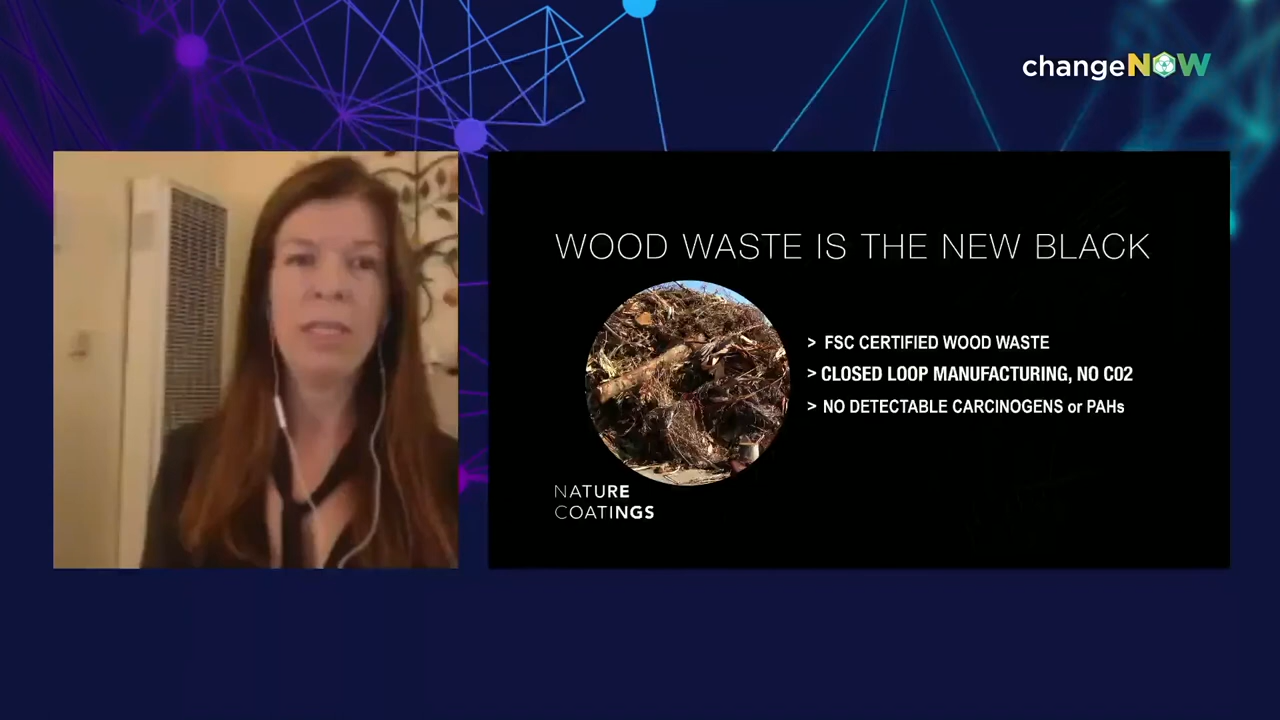 changeNOW
WOOD WASTE IS THE NEW BLACK
> FSC CERTIFIED WOOD WASTE
> CLOSED LOOP MANUFACTURING, NO C02
> NO DETECTABLE CARCINOGENS or PAHs
NATURE
COATINGS